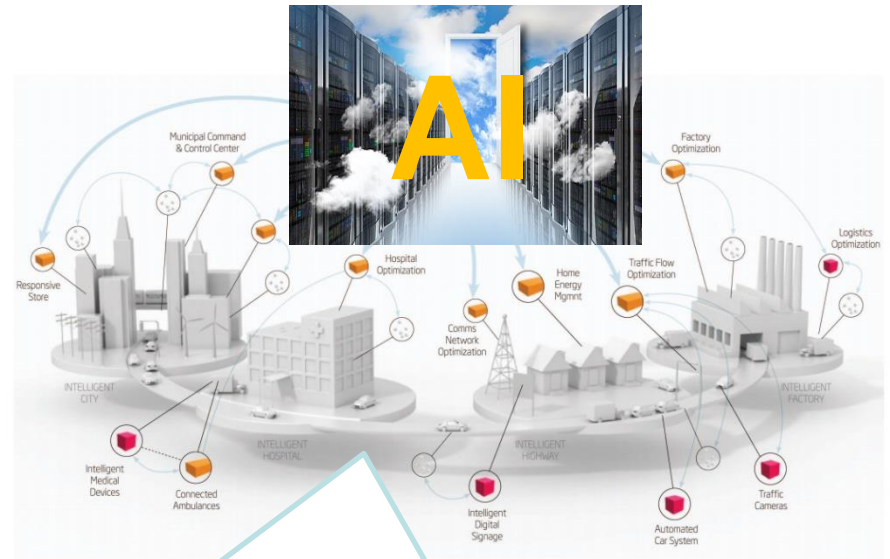 AI
Municipal Command
& Control Center
Factory
Optimization
Logistics
Optimization
Responsive
Store
Hospital
Optimization
Home
Energy
Mgmnt
Traffic Flow
Optimization
Comms
Network
Optimization
INTELLIGENT
CITY
INTELLIGENT
HOSPITAL
INTELLIGENT
HIGHWAY
INTELLIGENT
FACTORY
Intelligent
Medical
Devices
Connected
Ambulances
Intelligent
Digital
Signage
Automated
Car System
Traffic
Cameras